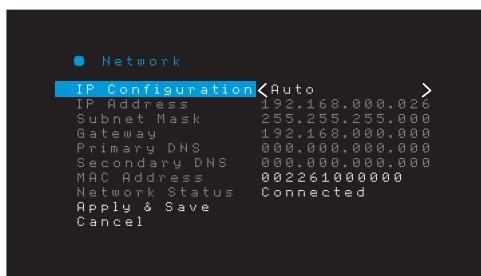 Network
IP Configuration <Auto >
IP Address 192.168.000.026
Subnet Mask 255.255.255.000
Gateway 192.168.000.000
Primary DNS 000.000.000.000
Secondary DNS 000.000.000.000
MAC Address 002261000000
Network Status Connected
Apply & Save
Cancel